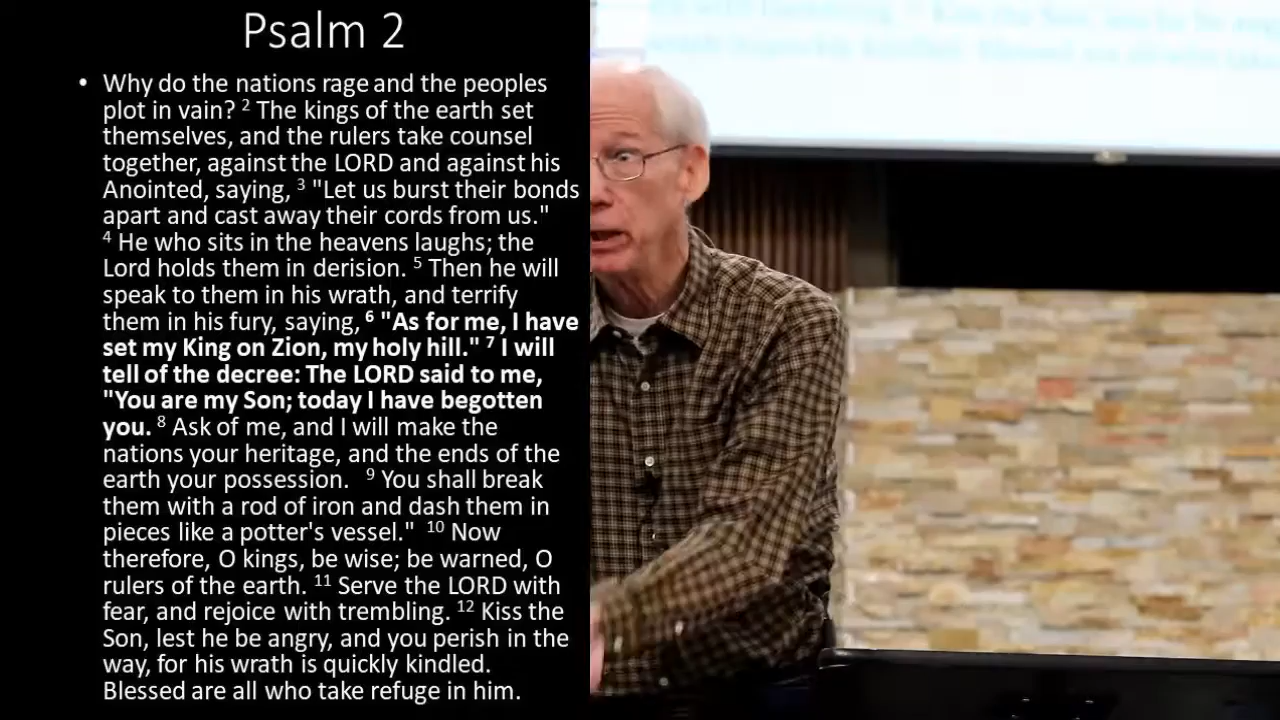 Psalm 2
• Why do the nations rage and the peoples
plot in vain? 2 The kings of the earth set
themselves, and the rulers take counsel
together, against the LORD and against his
Anointed, saying, 3 "Let us burst their bonds
apart and cast away their cords from us."
4 He who sits in the heavens laughs; the
Lord holds them in derision. 5 Then he will
speak to them in his wrath, and terrify
them in his fury, saying, 6 "As for me, I have
set my King on Zion, my holy hill." 7 I will
tell of the decree: The LORD said to me,
"You are my Son; today I have begotten
you. 8 Ask of me, and I will make the
nations your heritage, and the ends of the
earth your possession. 9 You shall break
them with a rod of iron and dash them in
pieces like a potter's vessel." 10 Now
therefore, O kings, be wise; be warned, O
rulers of the earth. 11 Serve the LORD with
fear, and rejoice with trembling. 12 Kiss the
Son, lest he be angry, and you perish in the
way, for his wrath is quickly kindled.
Blessed are all who take refuge in him.